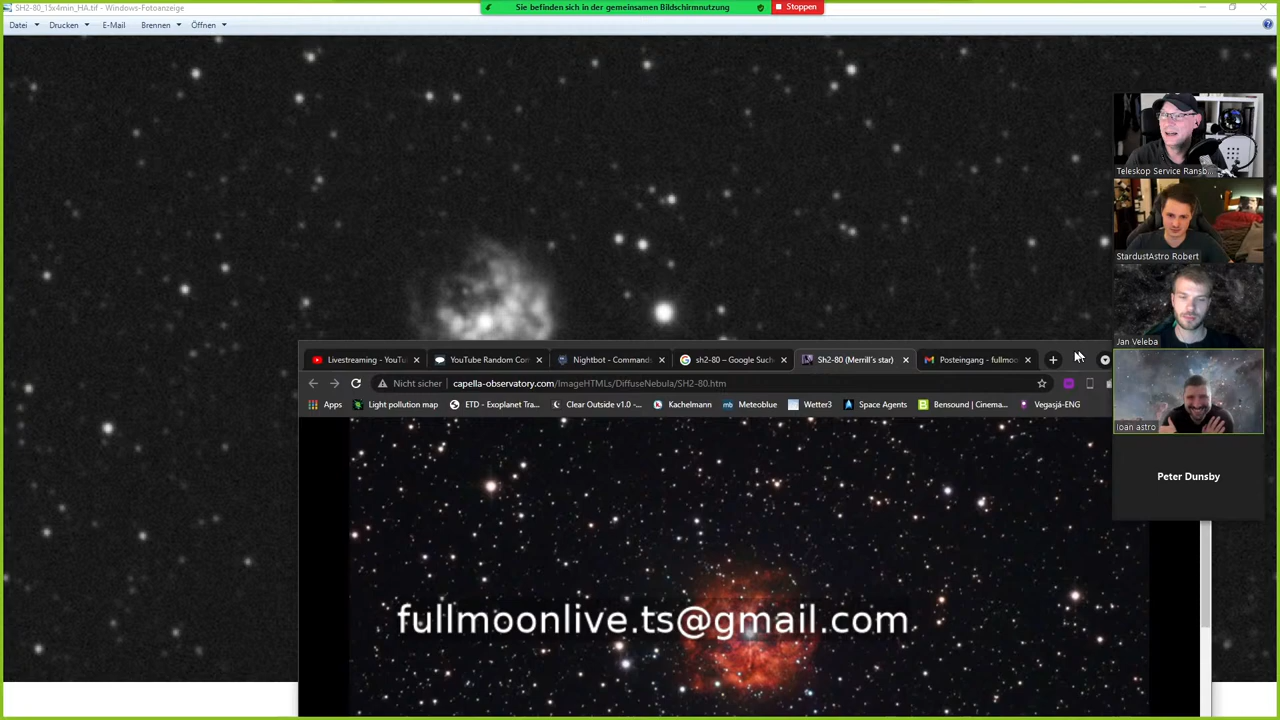 SH2-80_15x4min_HA.tif - Windows-Fotoanzeige
Sie befinden sich in der gemeinsamen Bildschirmnutzung
Stoppen
Datei Drucken E-Mail Brennen Öffnen
Teleskop Service Ransb...
StardustAstro Robert
Jan Veleba
Ioan astro
Peter Dunsby
Livestreaming - YouTu
YouTube Random Con
Nightbot - Command
sh2-80 – Google Such
Sh2-80 (Merrill´s star)
Posteingang - fullmoo
Nicht sicher capella-observatory.com/ImageHTMLs/DiffuseNebula/SH2-80.htm
Apps Light pollution map ETD - Exoplanet Tra... Clear Outside v1.0 -... Kachelmann Meteoblue Wetter3 Space Agents Bensound | Cinema... Vegasjá-ENG
fullmoonlive.ts@gmail.com